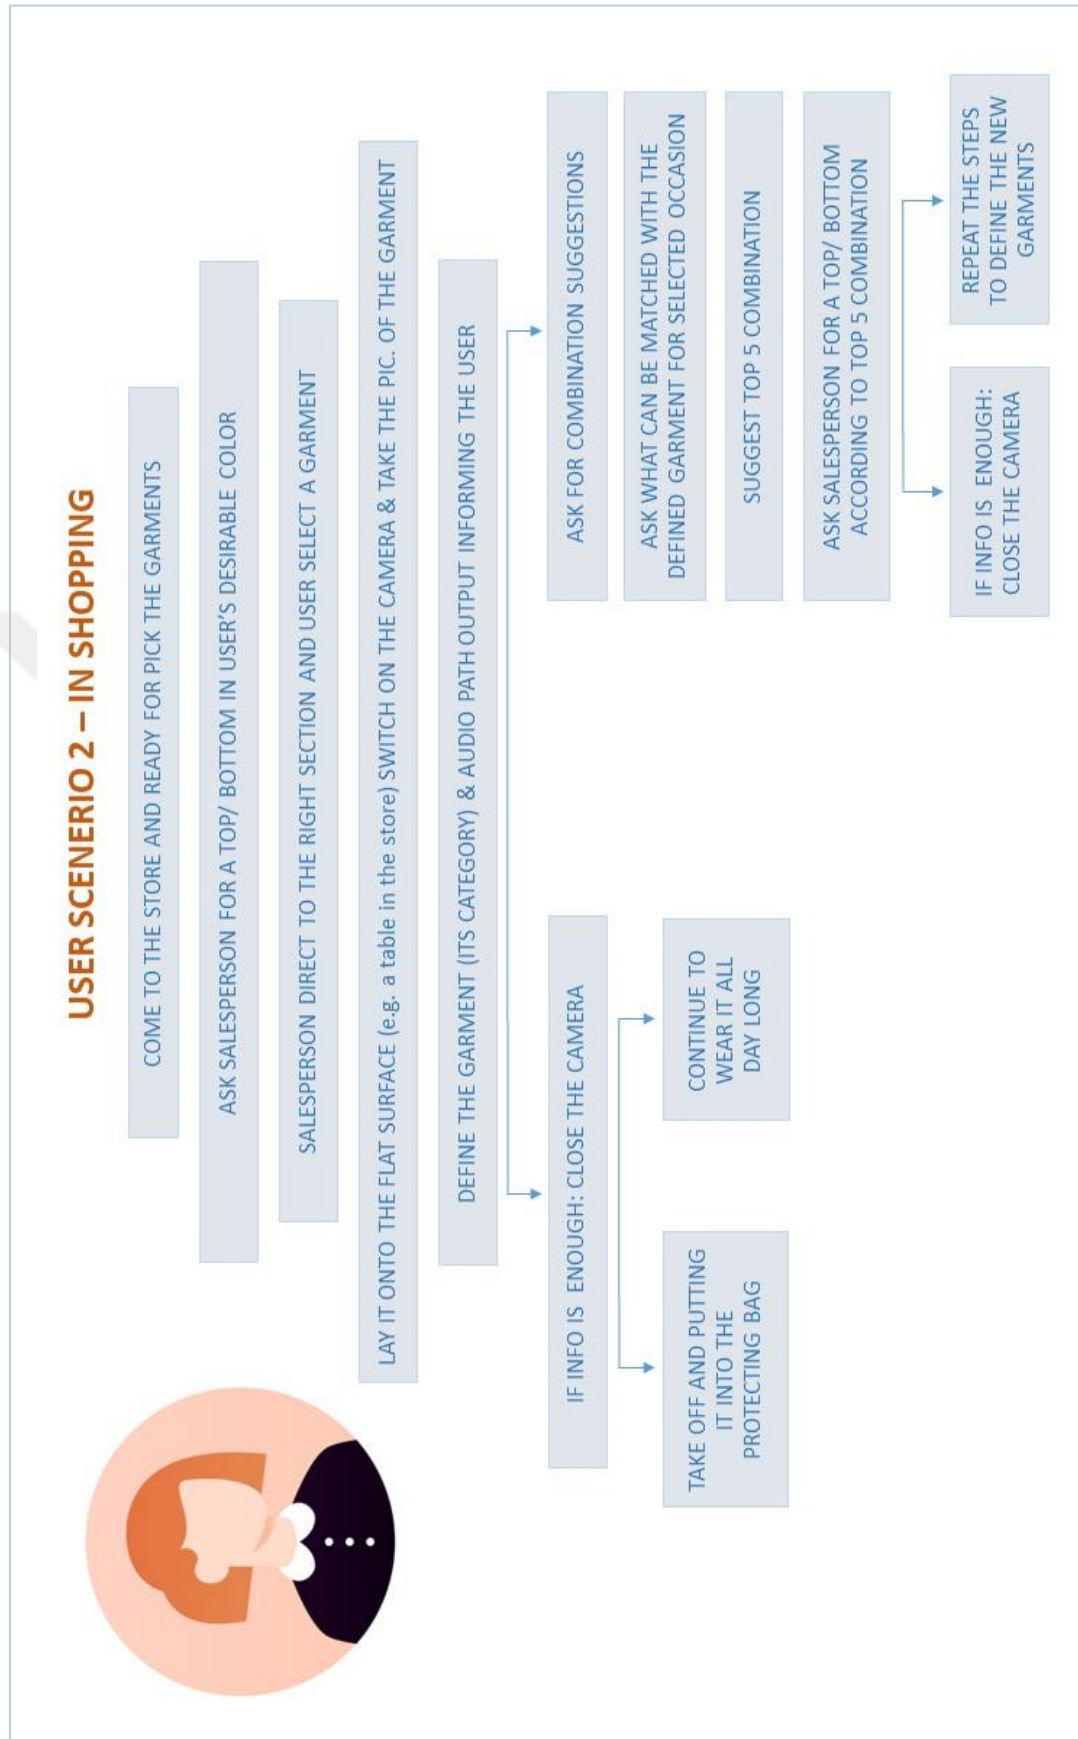 USER SCENERIO 2 – IN SHOPPING
COME TO THE STORE AND READY FOR PICK THE GARMENTS
ASK SALESPERSON FOR A TOP/ BOTTOM IN USER'S DESIRABLE COLOR
SALESPERSON DIRECT TO THE RIGHT SECTION AND USER SELECT A GARMENT
LAY IT ONTO THE FLAT SURFACE (e.g. a table in the store) SWITCH ON THE CAMERA & TAKE THE PIC. OF THE GARMENT
DEFINE THE GARMENT (ITS CATEGORY) & AUDIO PATH OUTPUT INFORMING THE USER
IF INFO IS ENOUGH: CLOSE THE CAMERA
TAKE OFF AND PUTTING
IT INTO THE
PROTECTING BAG
CONTINUE TO
WEAR IT ALL
DAY LONG
ASK FOR COMBINATION SUGGESTIONS
ASK WHAT CAN BE MATCHED WITH THE
DEFINED GARMENT FOR SELECTED OCCASION
SUGGEST TOP 5 COMBINATION
ASK SALESPERSON FOR A TOP/ BOTTOM
ACCORDING TO TOP 5 COMBINATION
IF INFO IS ENOUGH:
CLOSE THE CAMERA
REPEAT THE STEPS
TO DEFINE THE NEW
GARMENTS